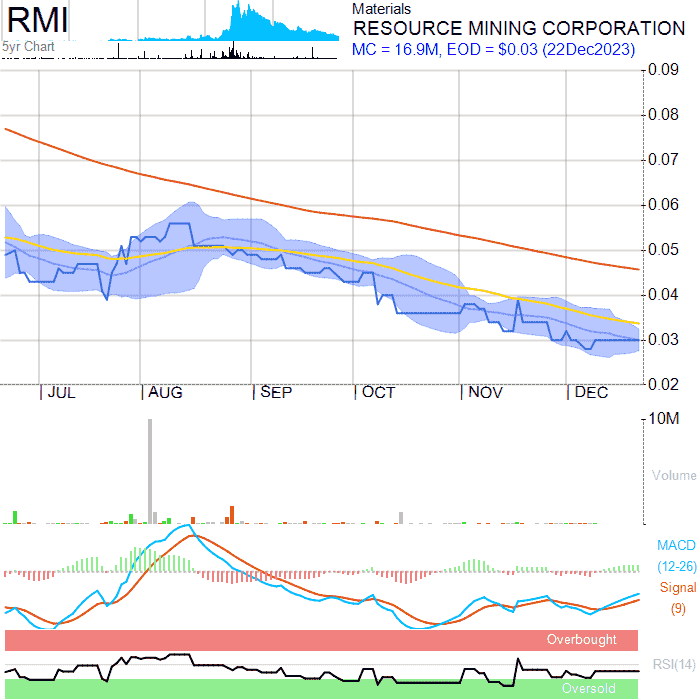 RMI
5yr Chart
Materials
RESOURCE MINING CORPORATION
MC = 16.9M, EOD = $0.03 (22Dec2023)
0.09
0.08
0.07
0.06
0.05
0.04
0.03
0.02
JUL AUG SEP OCT NOV DEC
10M
Volume
MACD
(12-26)
Signal
(9)
Overbought
RSI(14)
Oversold